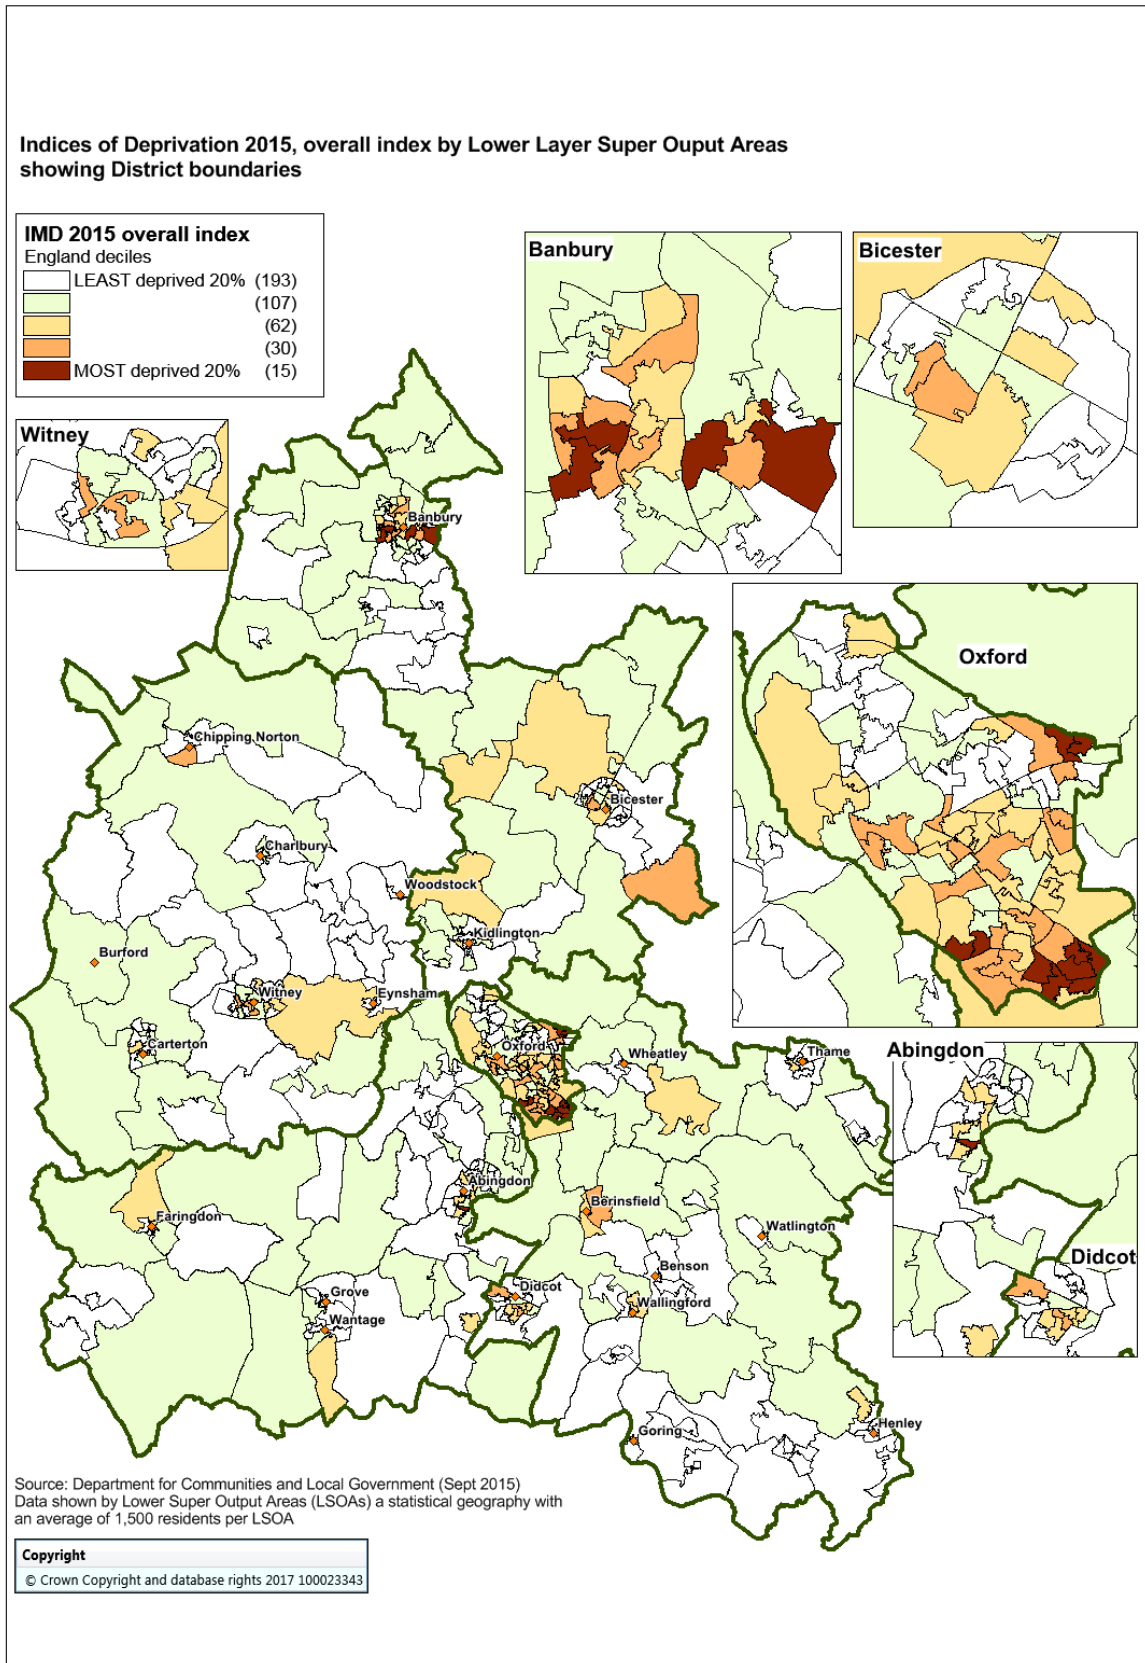 Indices of Deprivation 2015, overall index by Lower Layer Super Ouput Areas
showing District boundaries
IMD 2015 overall index
England deciles
LEAST deprived 20% (193)
(107)
(62)
(30)
MOST deprived 20% (15)
Banbury
Bicester
Witney
Banbury
Oxford
Chipping Norton
Bicester
Charlbury
Woodstock
Kidlington
Burford
Witney
Eynsham
Carterton
Oxford
Wheatley
Thame
Abingdon
Abingdon
Berinsfield
Faringdon
Watlington
Didcot
Benson
Didcot
Grove
Wallingford
Wantage
Henley
Goring
Source: Department for Communities and Local Government (Sept 2015)
Data shown by Lower Super Output Areas (LSOAs) a statistical geography with
an average of 1,500 residents per LSOA
Copyright
© Crown Copyright and database rights 2017 100023343